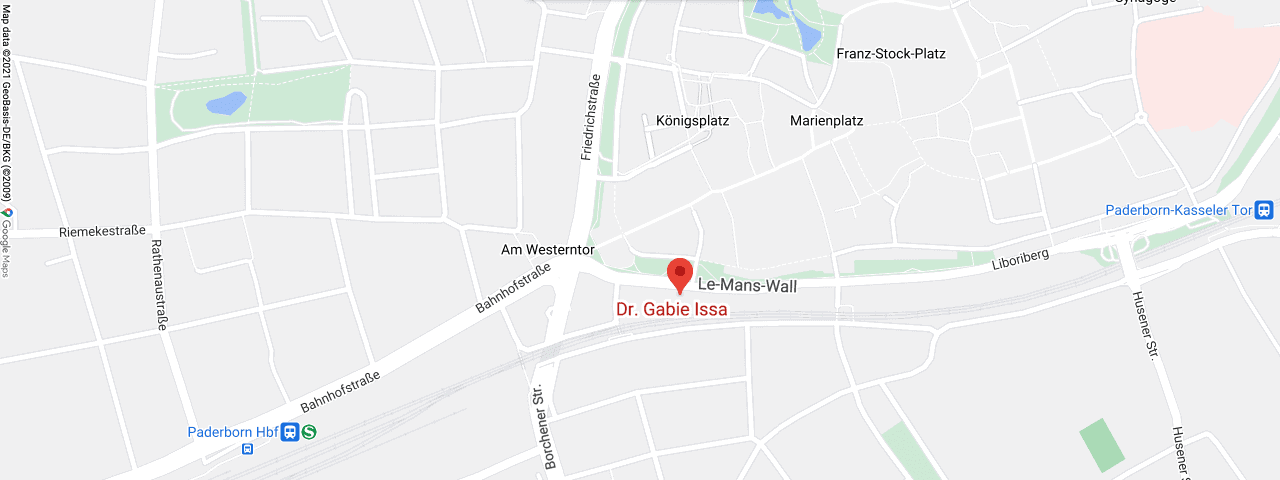 Synagoge
Map data ©2021 GeoBasis-DE/BKG (©2009)
Google Maps
Franz-Stock-Platz
Friedrichstraße
Königsplatz
Marienplatz
Paderborn-Kasseler Tor
Riemekestraße
Rathenaustraße
Am Westerntor
Liboriberg
Bahnhofstraße
Le-Mans-Wall
Dr. Gabie Issa
Husener Str.
Bahnhofstraße
Borchener Str.
Paderborn Hbf
S
Husener